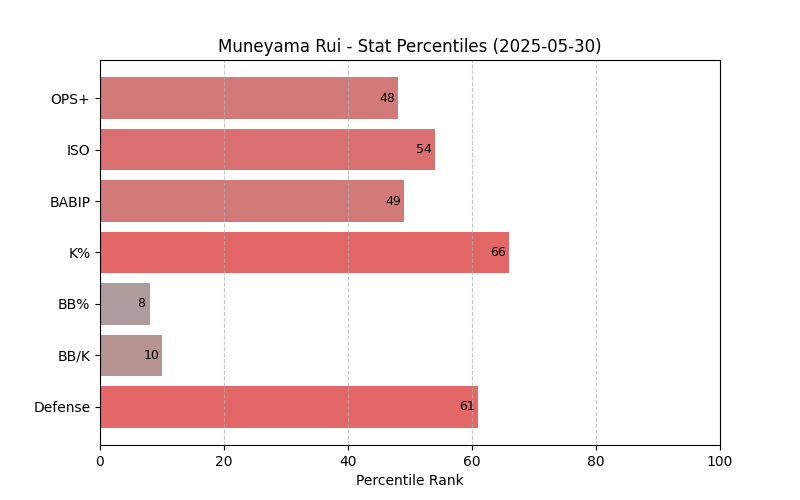 Muneyama Rui - Stat Percentiles (2025-05-30)
OPS+ 48
ISO 54
BABIP 49
K% 66
BB% 8
BB/K 10
Defense 61
0 20 40 60 80 100
Percentile Rank